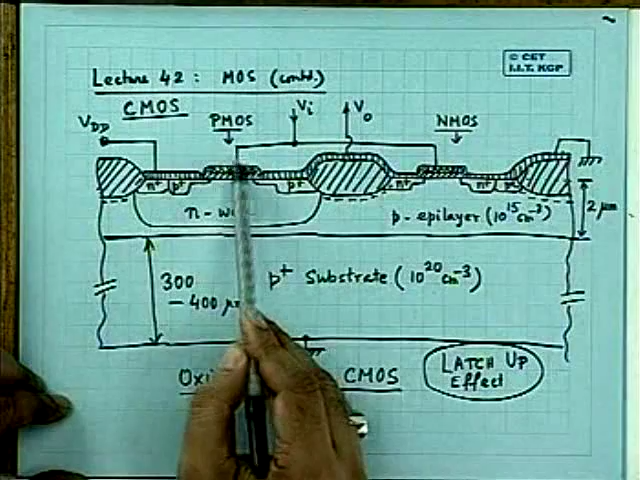 © CET
I.I.T. KGP
Lecture 42 : MOS (contd.)
CMOS
PMOS
Vi
Vo
NMOS
VDD
n+ p+ p+ n+ n+ p+
n-
p-epilayer (10^15 cm^-3)
2 μm
300
-400 μ
p+ Substrate (10^20 cm^-3)
CMOS
LATCH UP
Effect